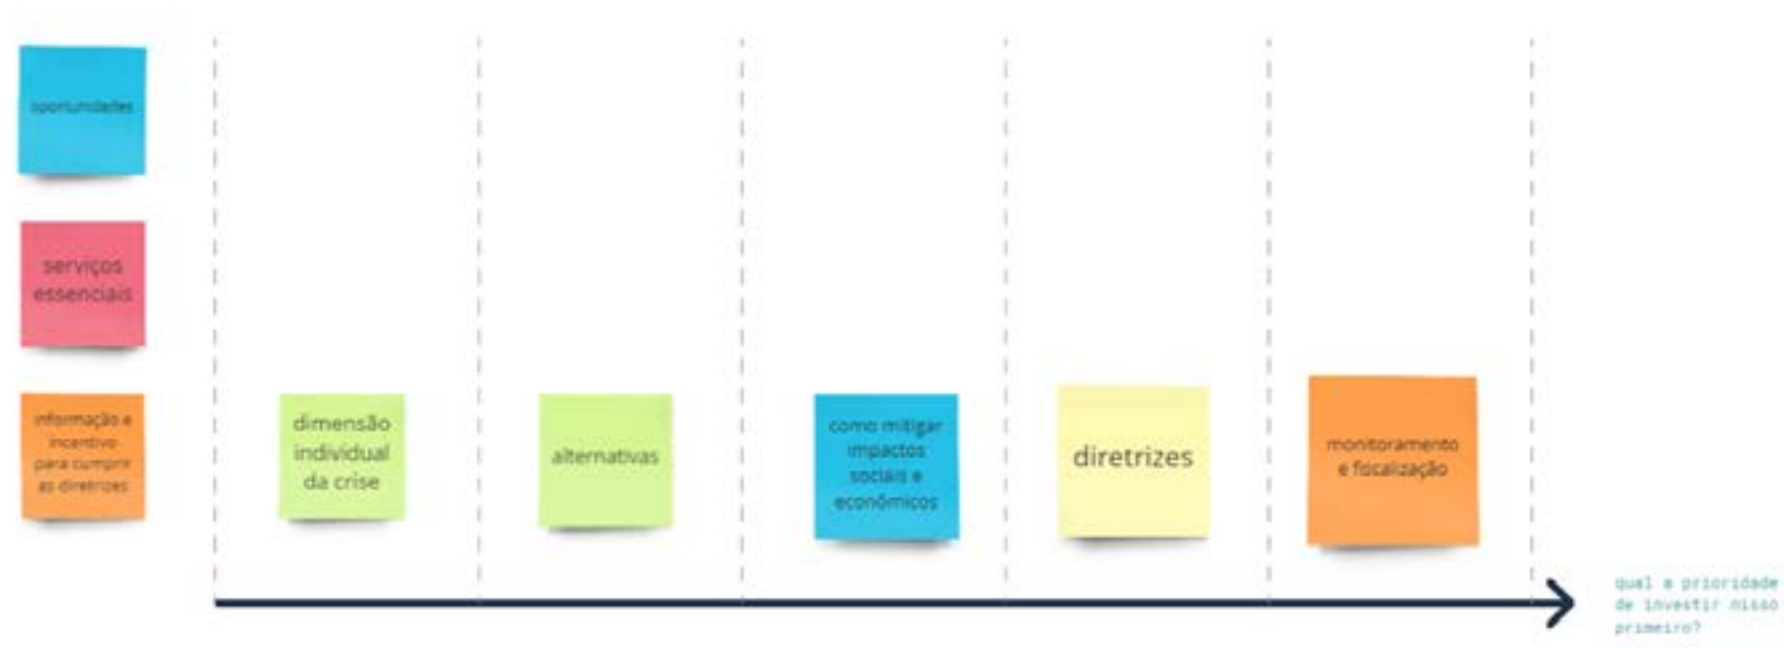 oportunidades
serviços
essenciais
informação e
incentivo
para cumprir
as diretrizes
dimensão
individual
da crise
alternativas
como mitigar
impactos
sociais e
econômicos
diretrizes
monitoramento
e fiscalização
qual a prioridade
de investir nisso
primeiro?